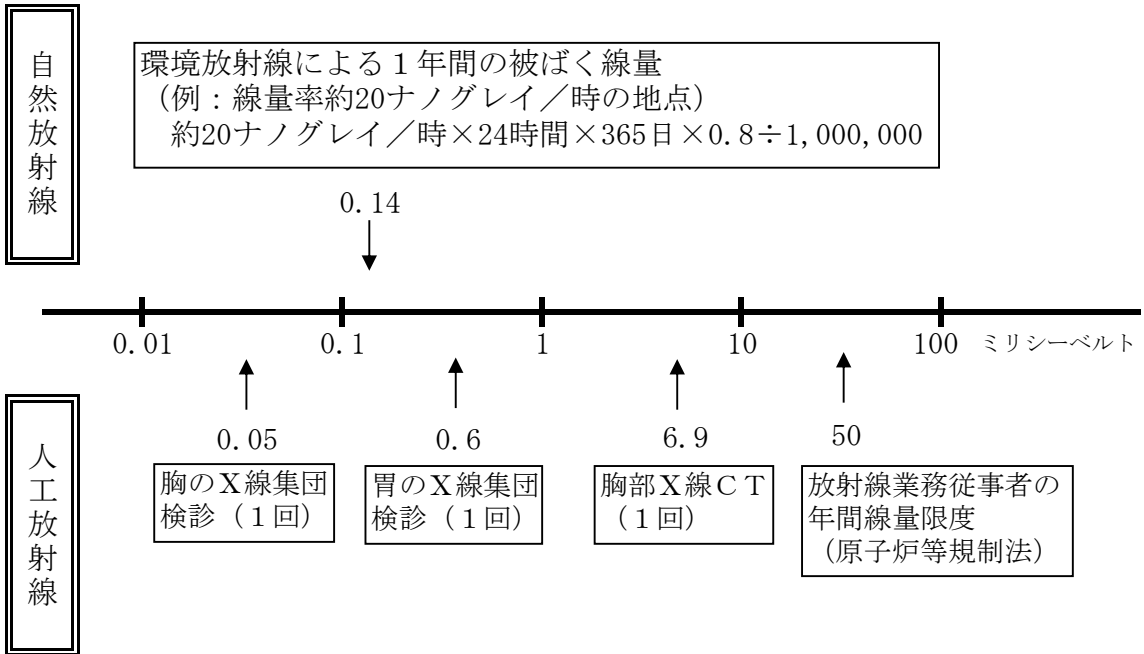 自然放射線
環境放射線による１年間の被ばく線量
（例：線量率約20ナノグレイ／時の地点）
約20ナノグレイ／時×24時間×365日×0.8÷1,000,000
0.14
0.01 0.1 1 10 100 ミリシーベルト
人工放射線
0.05
胸のＸ線集団
検診（１回）
0.6
胃のＸ線集団
検診（１回）
6.9
胸部Ｘ線ＣＴ
（１回）
50
放射線業務従事者の
年間線量限度
（原子炉等規制法）